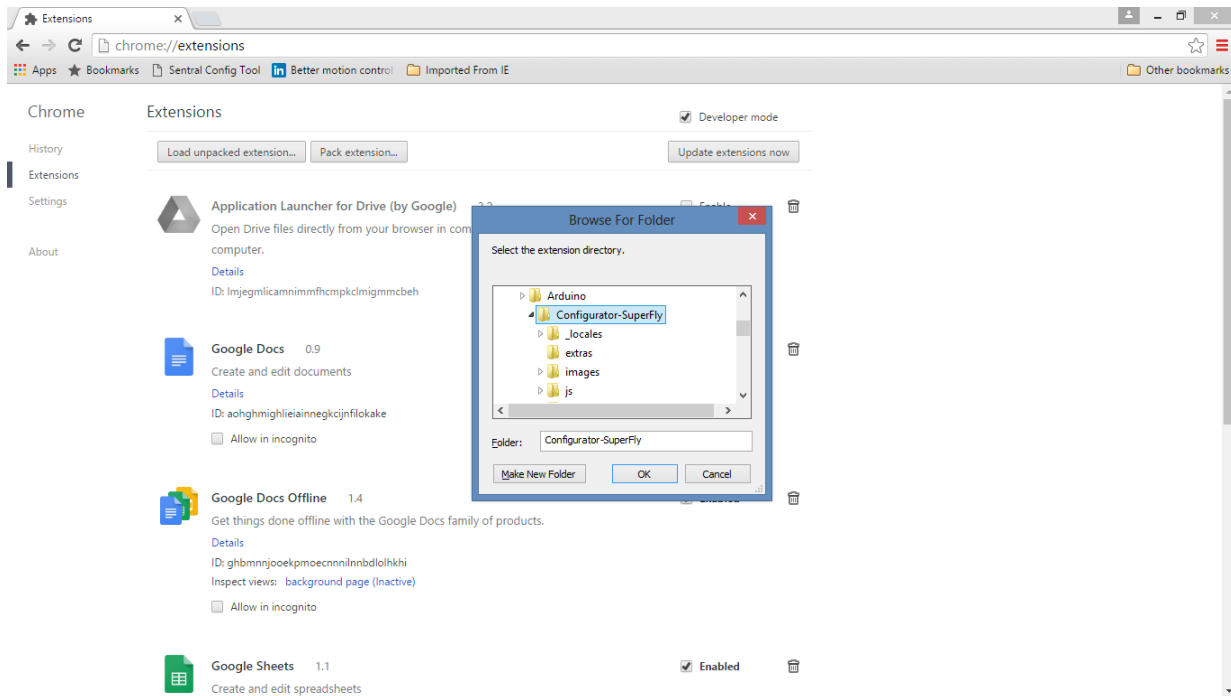 Extensions
chrome://extensions
Apps Bookmarks Sentral Config Tool in Better motion control Imported From IE Other bookmarks
Chrome
History
Extensions
Settings
About
Extensions
Developer mode
Load unpacked extension... Pack extension... Update extensions now
Application Launcher for Drive (by Google)
Open Drive files directly from your browser in com
computer.
Details
ID: lmjegmlicamnimmfhcmpkclmigmmcbeh
Google Docs 0.9
Create and edit documents
Details
ID: aohghmighlieiainnegkcijnfilokake
Allow in incognito
Google Docs Offline 1.4
Get things done offline with the Google Docs family of products.
Details
ID: ghbmnnjooekpmoecnnnilnnbdlolhkhi
Inspect views: background page (Inactive)
Allow in incognito
Google Sheets 1.1 Enabled
Create and edit spreadsheets
Browse For Folder
Select the extension directory.
Arduino
Configurator-SuperFly
_locales
extras
images
js
Folder: Configurator-SuperFly
Make New Folder OK Cancel